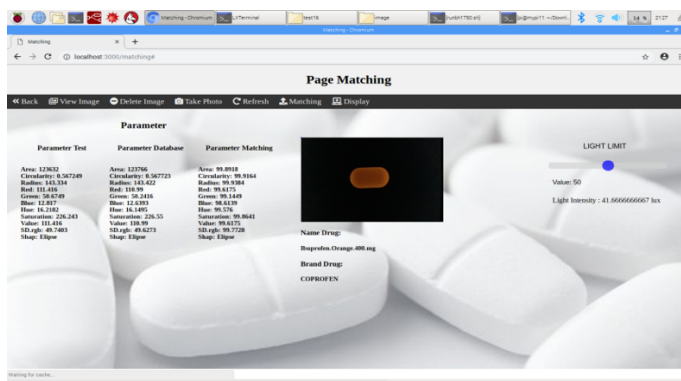 Matching - Chromium
LXTerminal
test16
image
14 %
21:27
Matching - Chromium
Matching
localhost:3000/matching#
Page Matching
Back View Image Delete Image Take Photo Refresh Matching Display
Parameter
Parameter Test
Area: 123632
Circularity: 0.567249
Radius: 143.334
Red: 111.416
Green: 50.6749
Blue: 12.817
Hue: 16.2182
Saturation: 226.243
Value: 111.416
SD.rgb: 49.7403
Shap: Elipse
Parameter Database
Area: 123766
Circularity: 0.567723
Radius: 143.422
Red: 110.99
Green: 50.2416
Blue: 12.6393
Hue: 16.1495
Saturation: 226.55
Value: 110.99
SD.rgb: 49.6273
Shap: Elipse
Parameter Matching
Area: 99.8918
Circularity: 99.9164
Radius: 99.9384
Red: 99.6175
Green: 99.1449
Blue: 98.6139
Hue: 99.576
Saturation: 99.8641
Value: 99.6175
SD.rgb: 99.7728
Shap: Elipse
Name Drug:
Ibuprofen.Orange.400.mg
Brand Drug:
COPROFEN
LIGHT LIMIT
Value: 50
Light Intensity : 41.6666666667 lux
Waiting for cache...